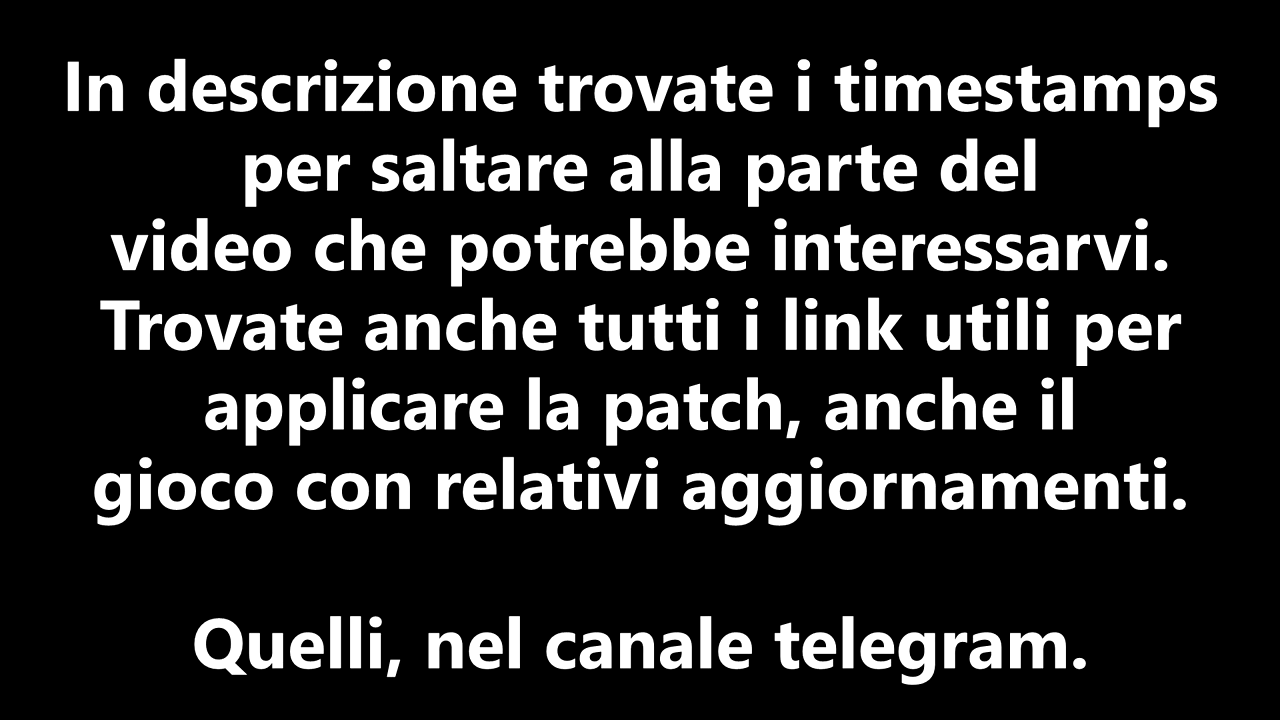 In descrizione trovate i timestamps
per saltare alla parte del
video che potrebbe interessarvi.
Trovate anche tutti i link utili per
applicare la patch, anche il
gioco con relativi aggiornamenti.
Quelli, nel canale telegram.